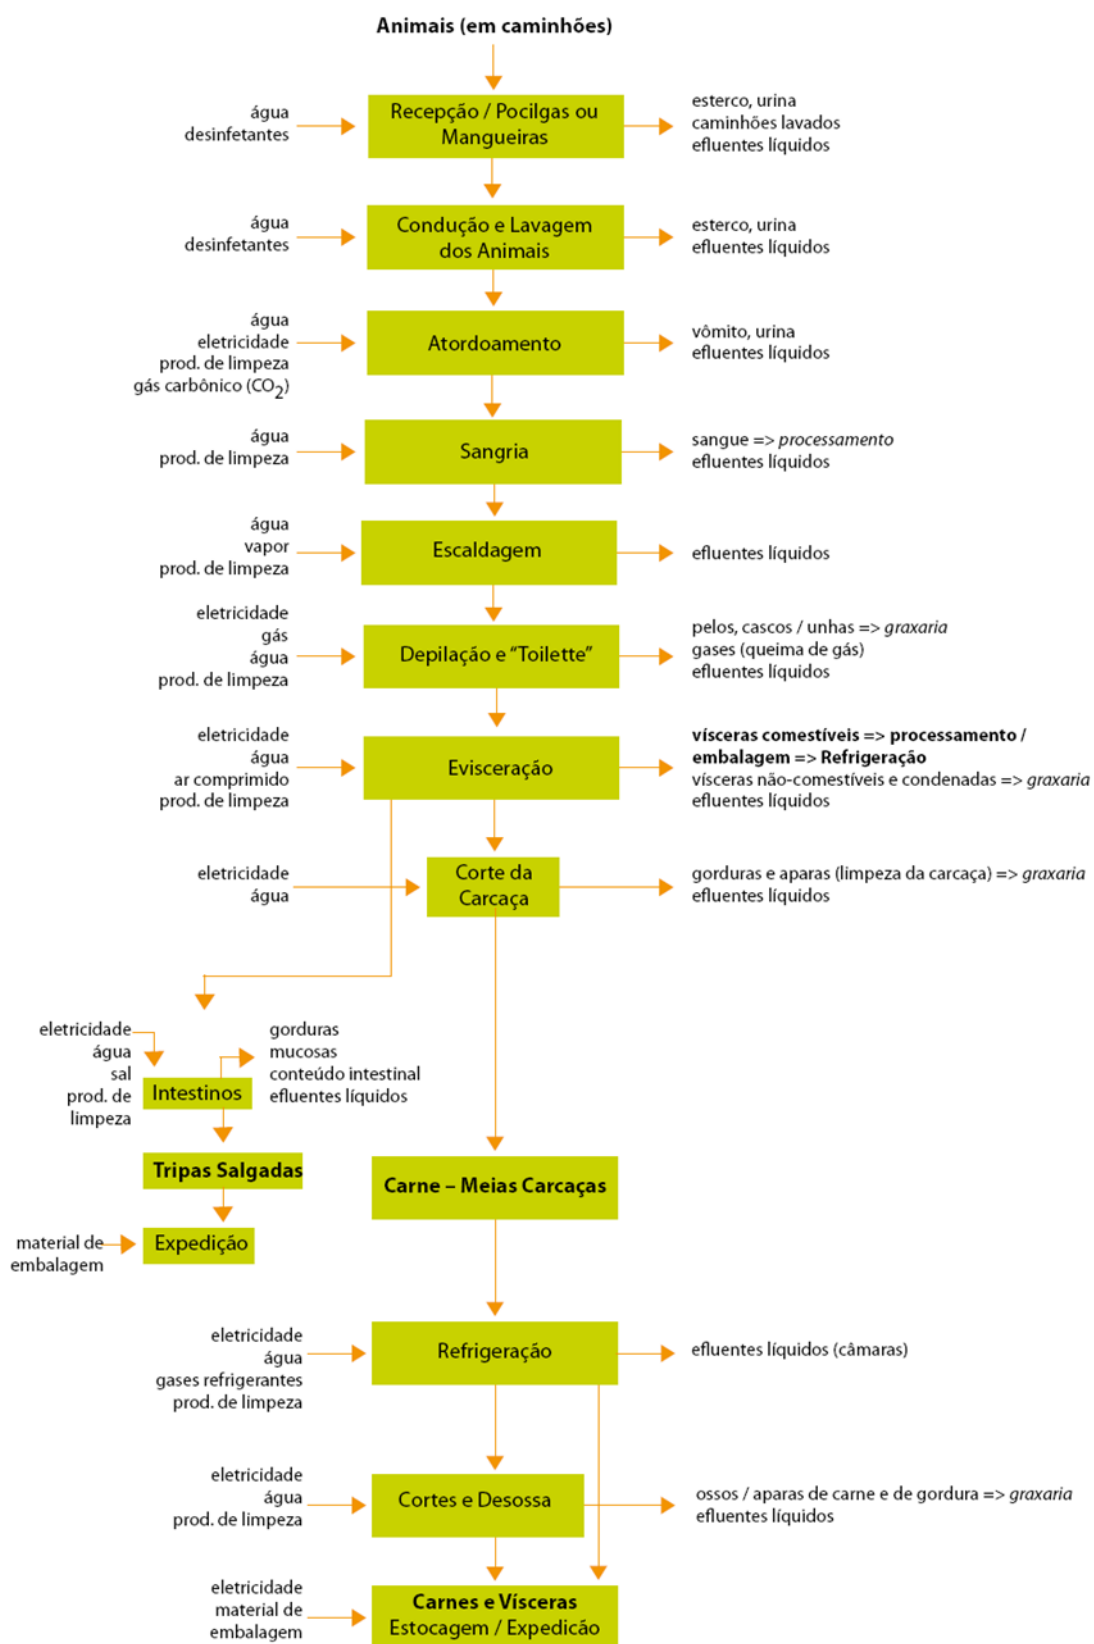 Animais (em caminhões)
água
desinfetantes
Recepção / Pocilgas ou
Mangueiras
esterco, urina
caminhões lavados
efluentes líquidos
água
desinfetantes
Condução e Lavagem
dos Animais
esterco, urina
efluentes líquidos
água
eletricidade
prod. de limpeza
gás carbônico (CO2)
Atordoamento
vômito, urina
efluentes líquidos
água
prod. de limpeza
Sangria
sangue => processamento
efluentes líquidos
água
vapor
prod. de limpeza
Escaldagem
efluentes líquidos
eletricidade
gás
água
prod. de limpeza
Depilação e “Toilette”
pelos, cascos / unhas => graxaria
gases (queima de gás)
efluentes líquidos
eletricidade
água
ar comprimido
prod. de limpeza
Evisceração
vísceras comestíveis => processamento /
embalagem => Refrigeração
vísceras não-comestíveis e condenadas => graxaria
efluentes líquidos
eletricidade
água
Corte da
Carcaça
gorduras e aparas (limpeza da carcaça) => graxaria
efluentes líquidos
eletricidade
água
sal
prod. de
limpeza
Intestinos
gorduras
mucosas
conteúdo intestinal
efluentes líquidos
Tripas Salgadas
material de
embalagem
Expedição
Carne – Meias Carcaças
eletricidade
água
gases refrigerantes
prod. de limpeza
Refrigeração
efluentes líquidos (câmaras)
eletricidade
água
prod. de limpeza
Cortes e Desossa
ossos / aparas de carne e de gordura => graxaria
efluentes líquidos
eletricidade
material de
embalagem
Carnes e Vísceras
Estocagem / Expedicão